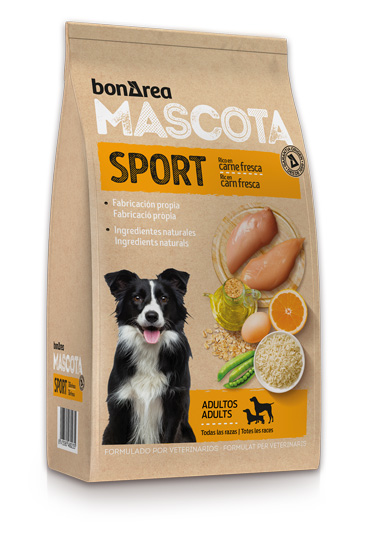 bonÀrea
MASCOTA
SPORT
Rico en
carne fresca
Ric en
carn fresca
• Fabricación propia
Fabricació pròpia
• Ingredientes naturales
Ingredients naturals
ADULTOS
ADULTS
Todas las razas | Totes les races
FORMULADO POR VETERINARIOS - FORMULAT PER VETERINARIS
bonÀrea
MASCOTA
SPORT